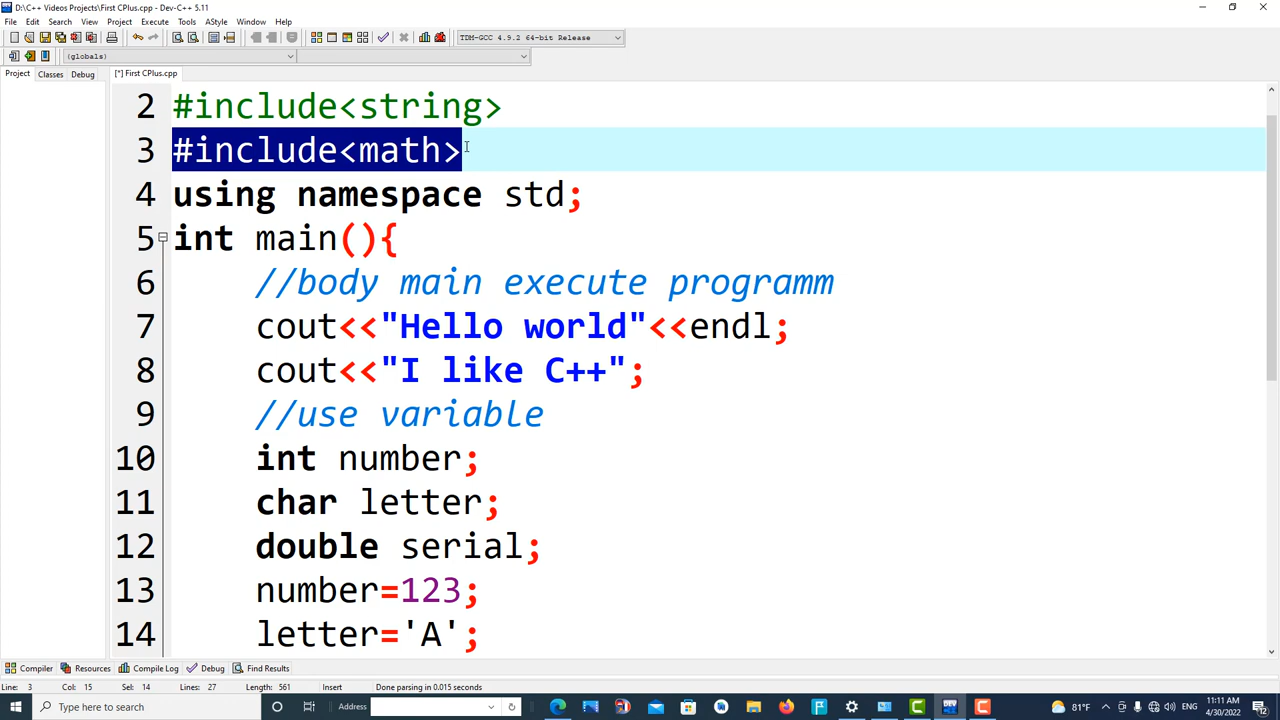 D:\C++ Videos Projects\First CPlus.cpp - Dev-C++ 5.11
File Edit Search View Project Execute Tools AStyle Window Help
TDM-GCC 4.9.2 64-bit Release
(globals)
Project Classes Debug [*] First CPlus.cpp
2 #include<string>
3 #include<math>
4 using namespace std;
5 int main(){
6 //body main execute programm
7 cout<<"Hello world"<<endl;
8 cout<<"I like C++";
9 //use variable
10 int number;
11 char letter;
12 double serial;
13 number=123;
14 letter='A';
Compiler Resources Compile Log Debug Find Results
Line: 3 Col: 15 Sel: 14 Lines: 27 Length: 561 Insert Done parsing in 0.015 seconds
Type here to search Address DEV 81°F ENG 11:11 AM
4/30/2022